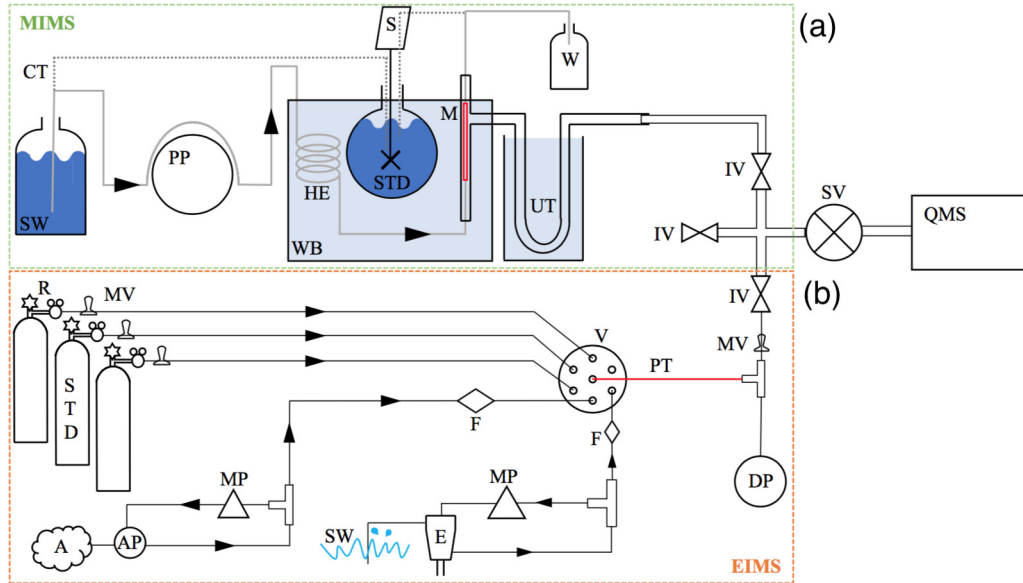 MIMS
(a)
S
CT
W
M
PP
IV
SV
QMS
HE
STD
UT
SW
WB
IV
IV
(b)
R
MV
MV
V
PT
S
T
D
F
F
DP
MP
MP
A
AP
SW
E
EIMS